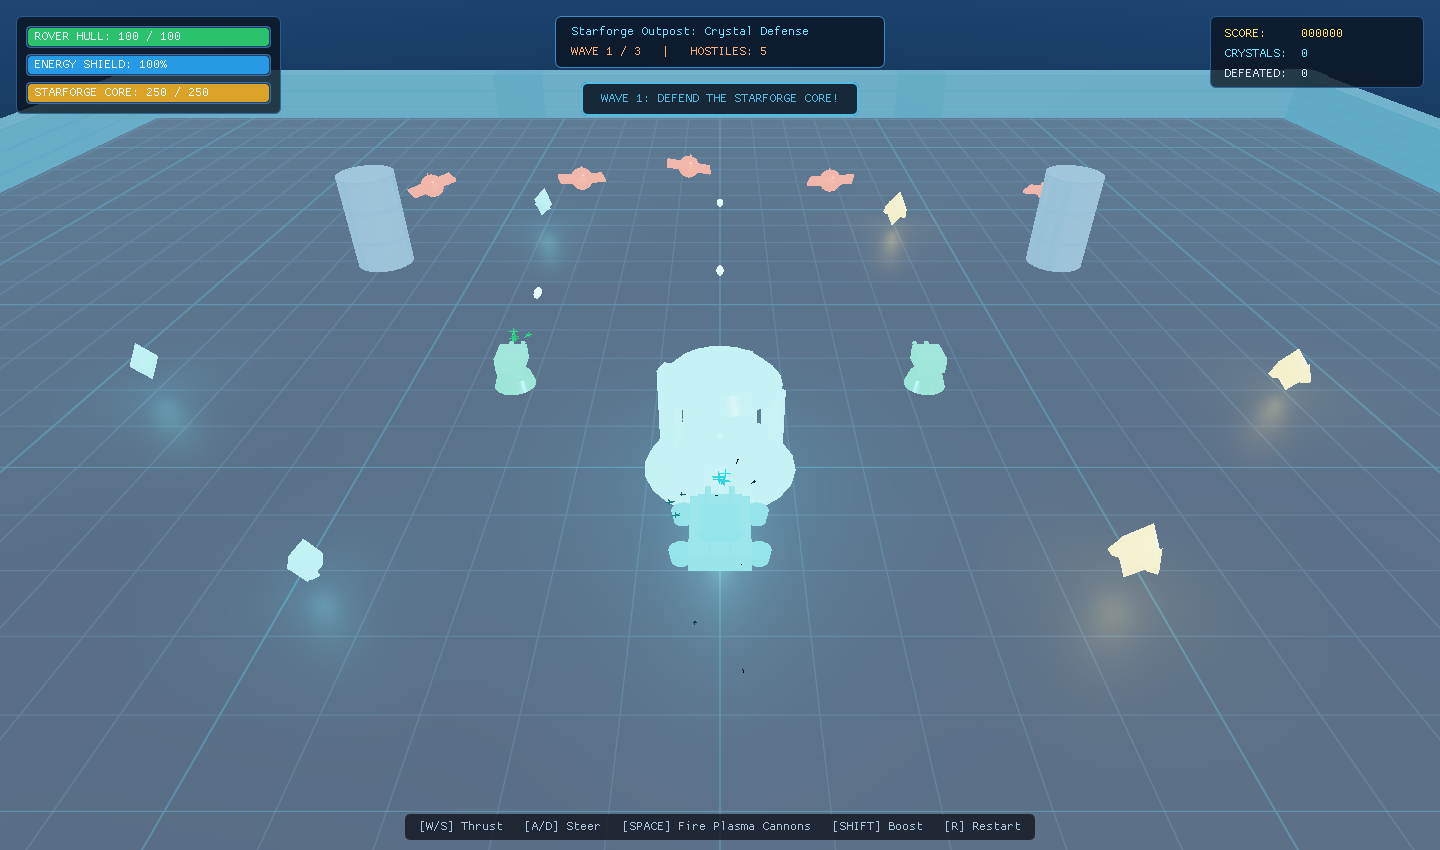 ROVER HULL: 100 / 100
ENERGY SHIELD: 100%
STARFORGE CORE: 250 / 250
Starforge Outpost: Crystal Defense
WAVE 1 / 3 | HOSTILES: 5
WAVE 1: DEFEND THE STARFORGE CORE!
SCORE: 000000
CRYSTALS: 0
DEFEATED: 0
[W/S] Thrust [A/D] Steer [SPACE] Fire Plasma Cannons [SHIFT] Boost [R] Restart